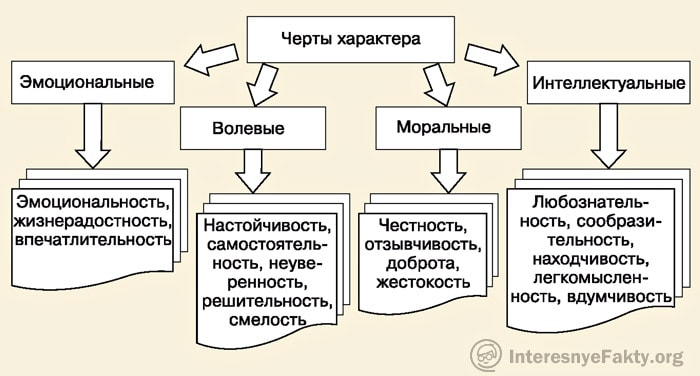 Черты характера
Эмоциональные
Волевые
Моральные
Интеллектуальные
Эмоциональность,
жизнерадостность,
впечатлительность
Настойчивость,
самостоятель-
ность, неуве-
ренность,
решительность,
смелость
Честность,
отзывчивость,
доброта,
жестокость
Любознатель-
ность, сообрази-
тельность,
находчивость,
легкомыслен-
ность, вдумчивость
InteresnyeFakty.org